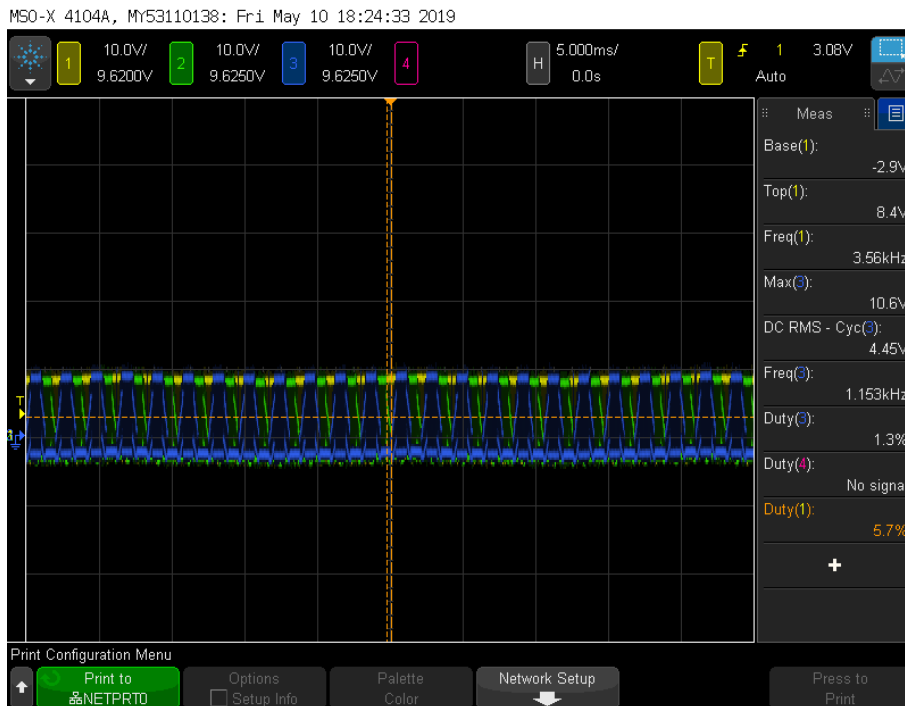 MSO-X 4104A, MY53110138: Fri May 10 18:24:33 2019
1 10.0V/ 2 10.0V/ 3 10.0V/ 4 H 5.000ms/ T 1 3.08V
9.6200V 9.6250V 9.6250V 0.0s Auto
Meas
Base(1):
-2.9V
Top(1):
8.4V
Freq(1):
3.56kHz
Max(3):
10.6V
DC RMS - Cyc(3):
4.45V
Freq(3):
1.153kHz
T
Duty(3):
1.3%
Duty(4):
No signa
Duty(1):
5.7%
+
Print Configuration Menu
Print to Options Palette Network Setup Press to
NETPRT0 Setup Info Color Print